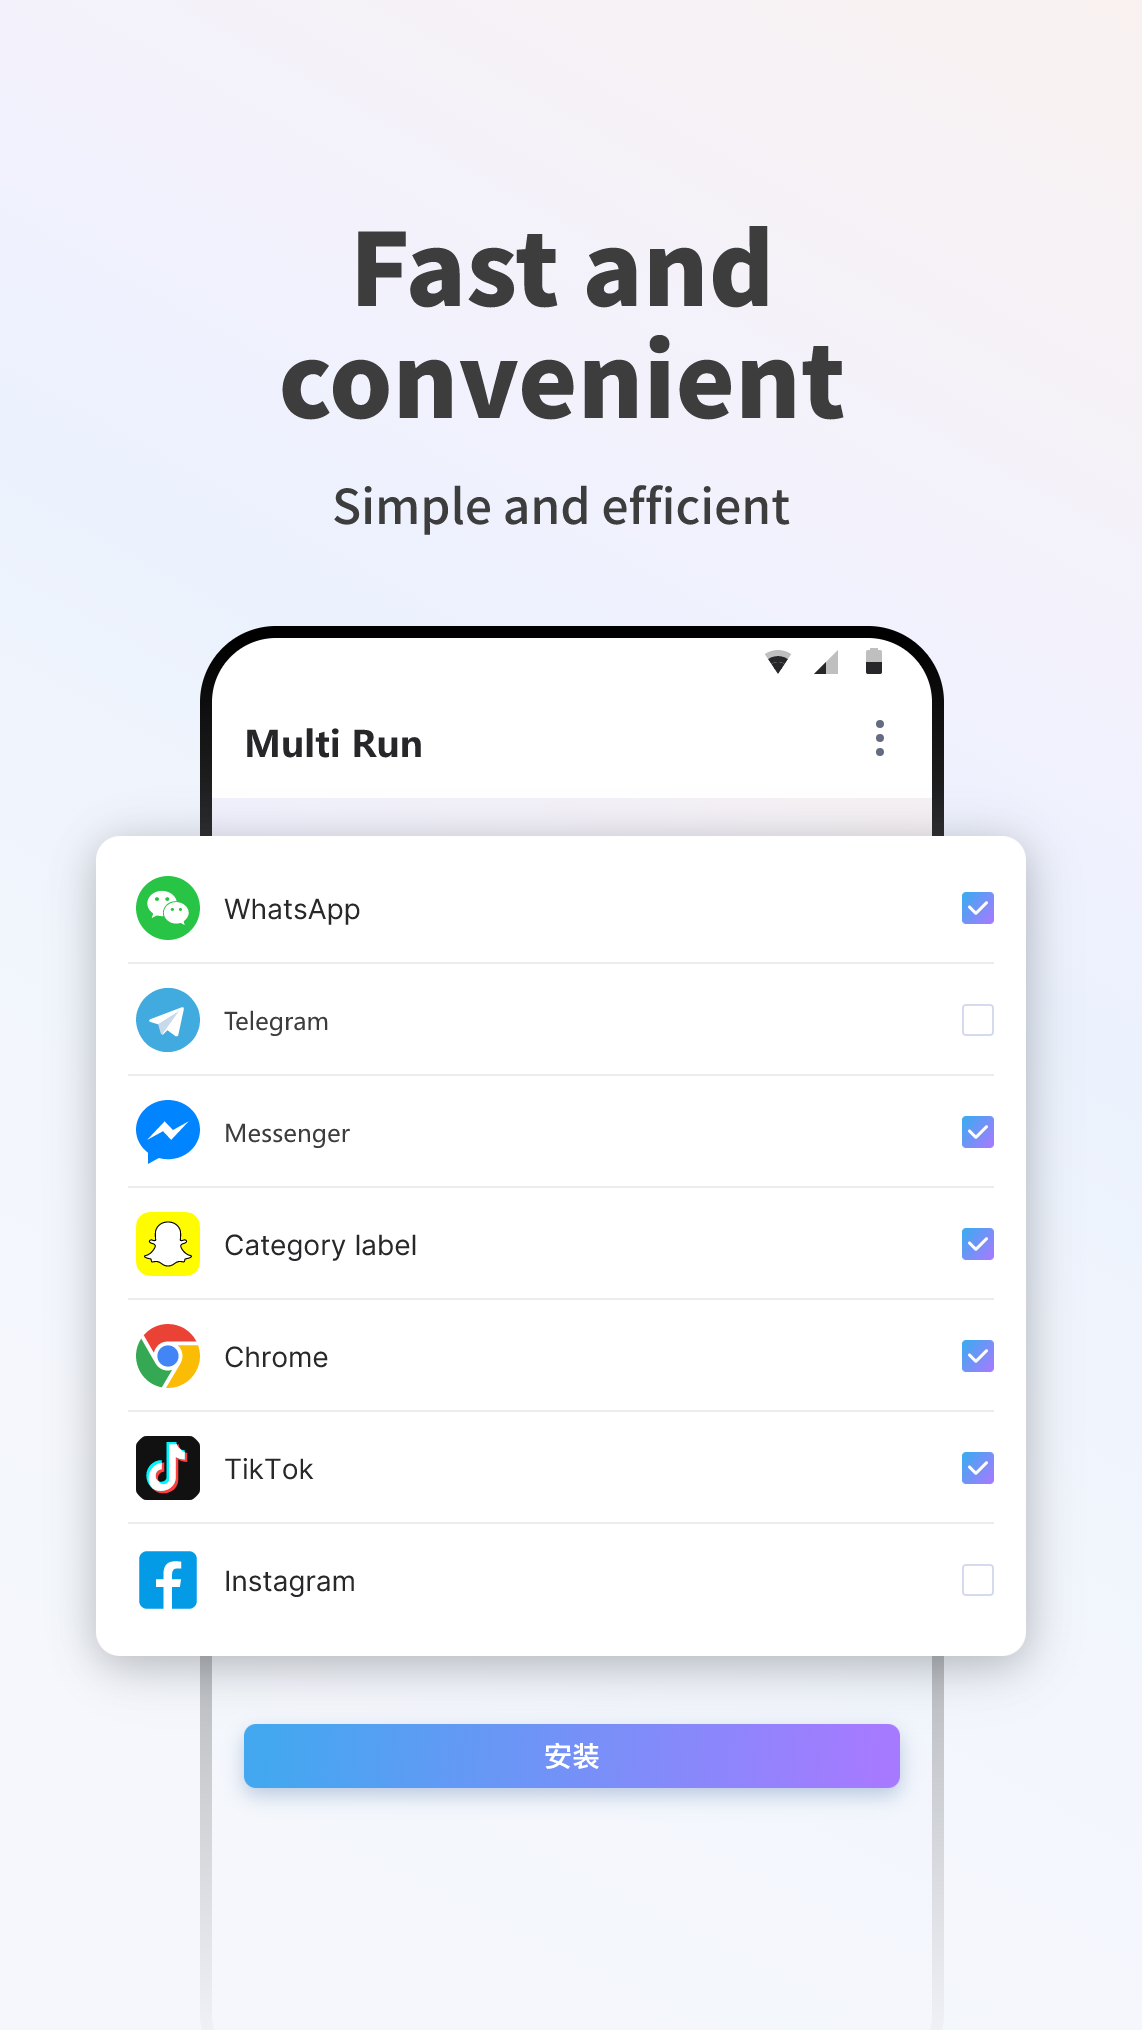 Fast and
convenient
Simple and efficient
Multi Run
WhatsApp
Telegram
Messenger
Category label
Chrome
TikTok
Instagram
安装